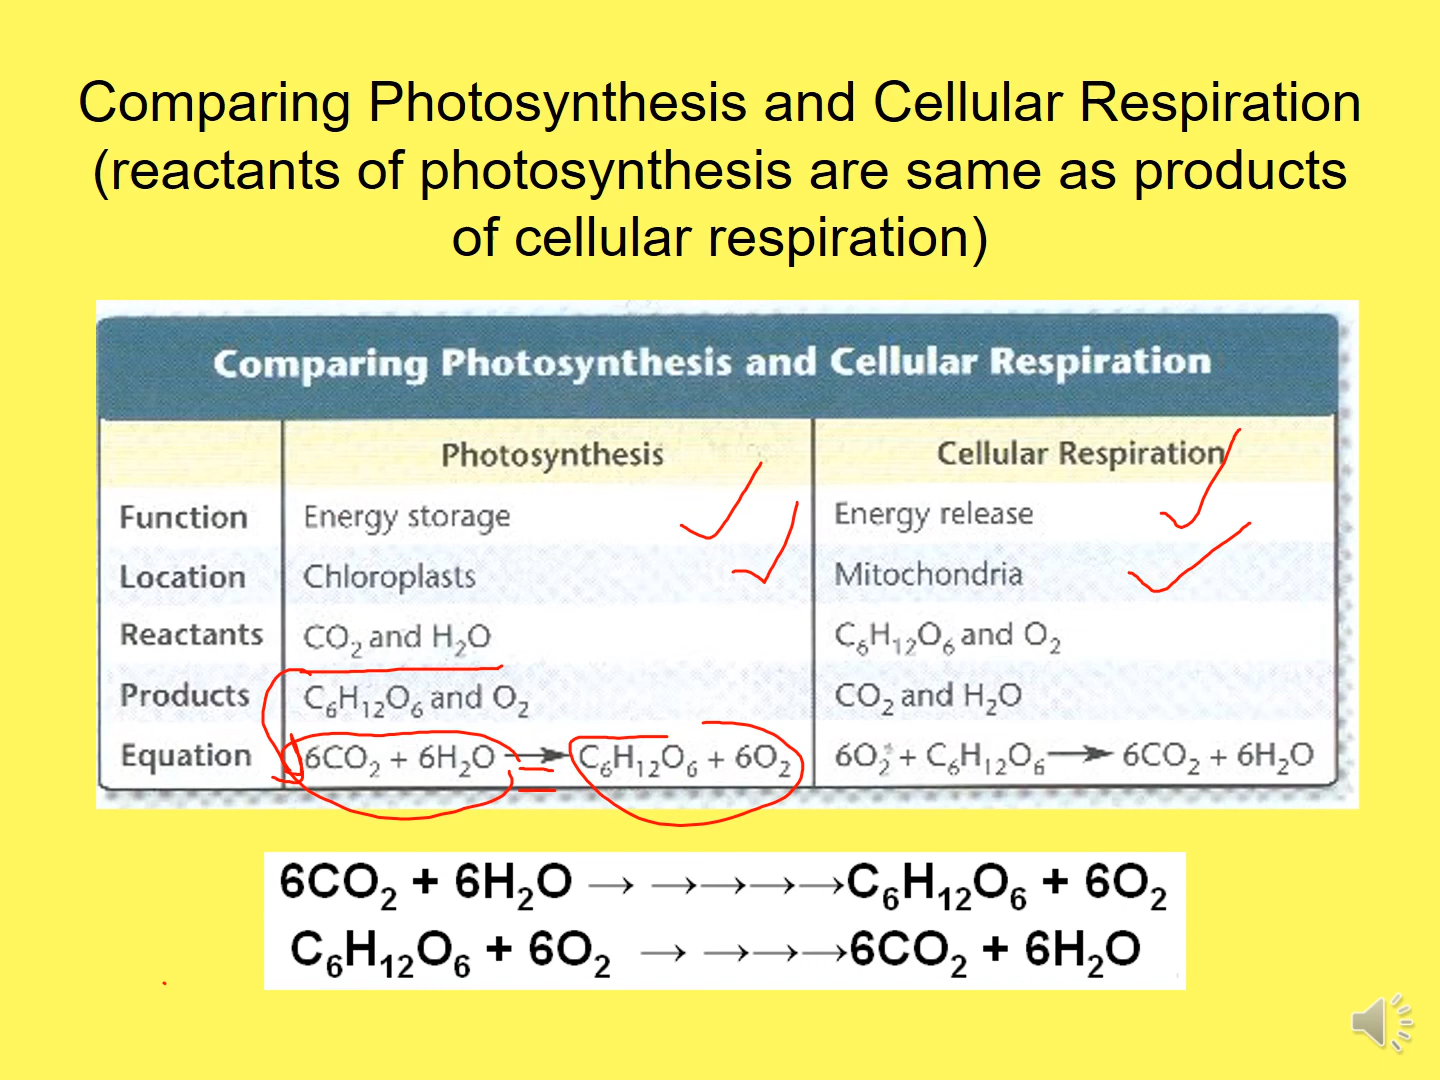 Comparing Photosynthesis and Cellular Respiration
(reactants of photosynthesis are same as products
of cellular respiration)
Comparing Photosynthesis and Cellular Respiration
Photosynthesis Cellular Respiration
Function Energy storage Energy release
Location Chloroplasts Mitochondria
Reactants CO₂ and H₂O C₆H₁₂O₆ and O₂
Products C₆H₁₂O₆ and O₂ CO₂ and H₂O
Equation 6CO₂ + 6H₂O → C₆H₁₂O₆ + 6O₂ 6O₂ + C₆H₁₂O₆ → 6CO₂ + 6H₂O
6CO₂ + 6H₂O → → → → → C₆H₁₂O₆ + 6O₂
C₆H₁₂O₆ + 6O₂ → → → → 6CO₂ + 6H₂O